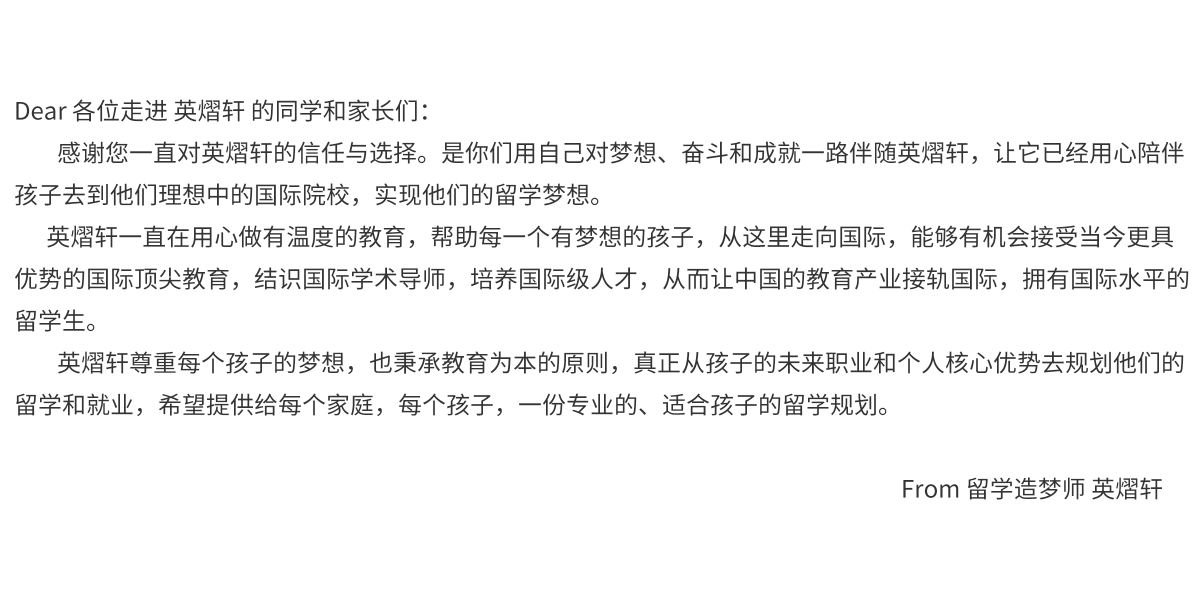 Dear 各位走进 英熠轩 的同学和家长们：
感谢您一直对英熠轩的信任与选择。是你们用自己对梦想、奋斗和成就一路伴随英熠轩，让它已经用心陪伴
孩子去到他们理想中的国际院校，实现他们的留学梦想。
英熠轩一直在用心做有温度的教育，帮助每一个有梦想的孩子，从这里走向国际，能够有机会接受当今更具
优势的国际顶尖教育，结识国际学术导师，培养国际级人才，从而让中国的教育产业接轨国际，拥有国际水平的
留学生。
英熠轩尊重每个孩子的梦想，也秉承教育为本的原则，真正从孩子的未来职业和个人核心优势去规划他们的
留学和就业，希望提供给每个家庭，每个孩子，一份专业的、适合孩子的留学规划。
From 留学造梦师 英熠轩